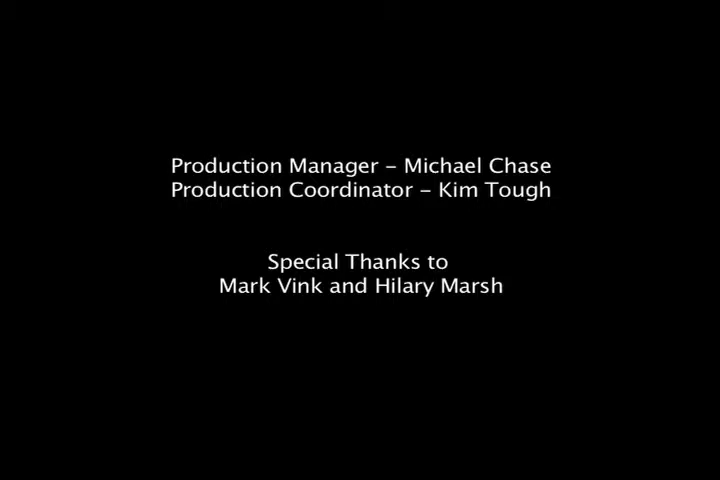 Production Manager – Michael Chase
Production Coordinator – Kim Tough
Special Thanks to
Mark Vink and Hilary Marsh